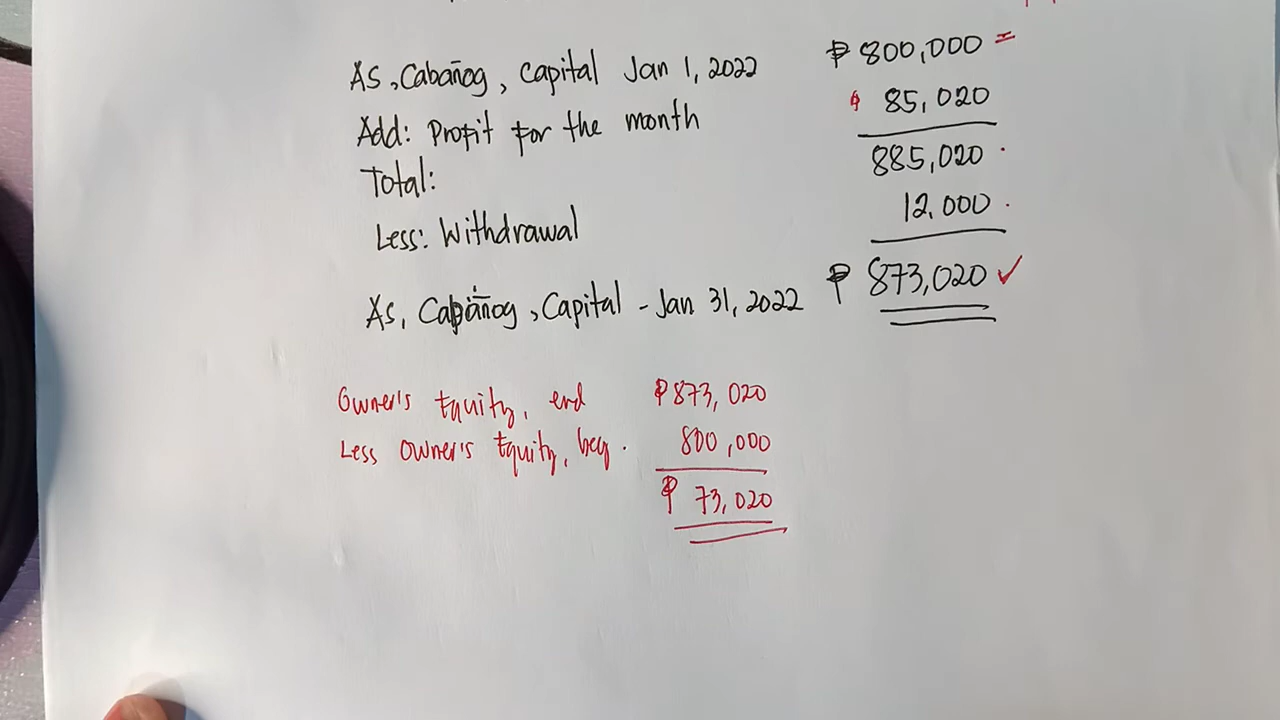 As, Cabañog, Capital Jan 1, 2022 ₱ 800,000
Add: Profit for the month 85,020
Total: 885,020
Less: Withdrawal 12,000
As, Cabañog, Capital - Jan 31, 2022 ₱ 873,020 ✓
Owner's Equity, end ₱ 873,020
Less Owner's Equity, beg. 800,000
₱ 73,020